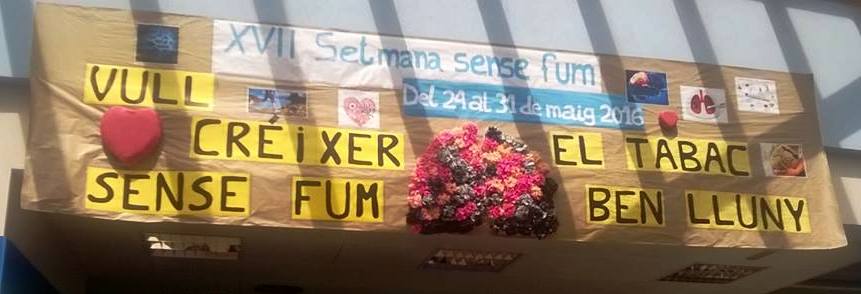 XVII Setmana sense fum
Del 24 al 31 de maig 2016
VULL
CRÉiXER
SENSE FUM
EL TABAC
BEN LLUNY